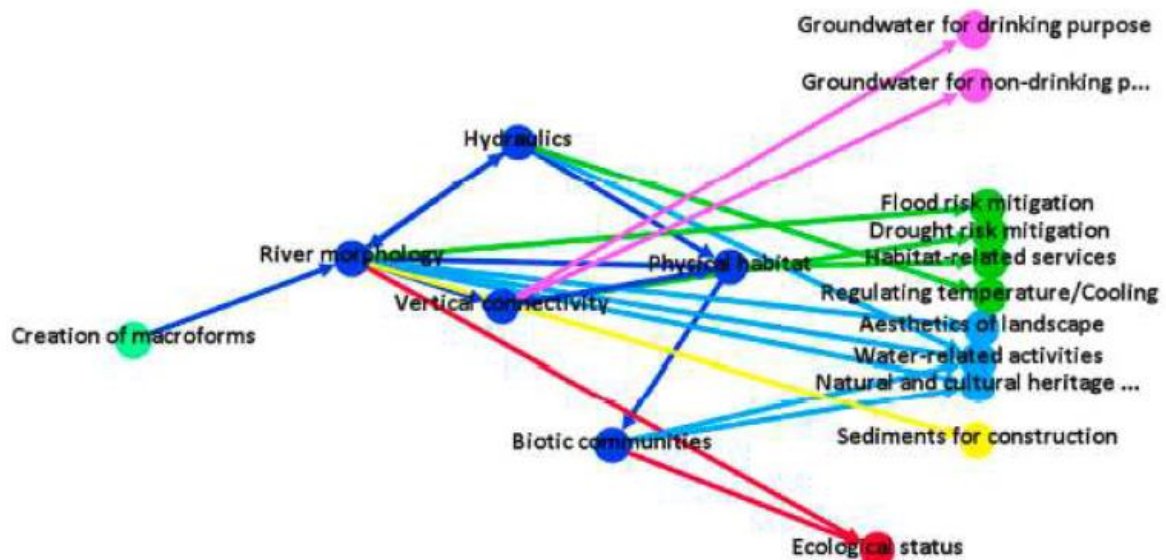 Groundwater for drinking purpose
Groundwater for non-drinking p...
Hydraulics
Flood risk mitigation
Drought risk mitigation
River morphology
Physical habitat
Habitat-related services
Vertical connectivity
Regulating temperature/Cooling
Creation of macroforms
Aesthetics of landscape
Water-related activities
Natural and cultural heritage ...
Biotic communities
Sediments for construction
Ecological status